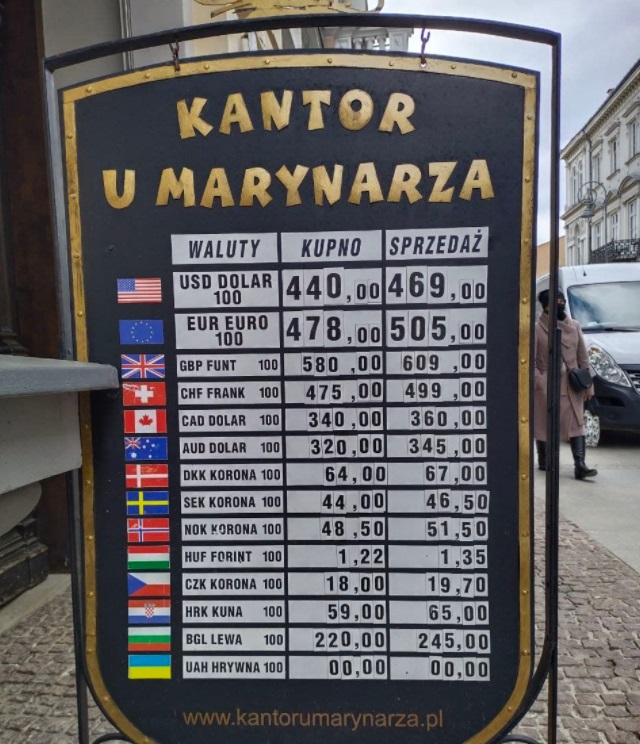 KANTOR
U MARYNARZA
WALUTY KUPNO SPRZEDAŻ
USD DOLAR 100 440,00 469,00
EUR EURO 100 478,00 505,00
GBP FUNT 100 580,00 609,00
CHF FRANK 100 475,00 499,00
CAD DOLAR 100 340,00 360,00
AUD DOLAR 100 320,00 345,00
DKK KORONA 100 64,00 67,00
SEK KORONA 100 44,00 46,50
NOK KORONA 100 48,50 51,50
HUF FORINT 100 1,22 1,35
CZK KORONA 100 18,00 19,70
HRK KUNA 100 59,00 65,00
BGL LEWA 100 220,00 245,00
UAH HRYWNA 100 00,00 00,00
www.kantorumarynarza.pl